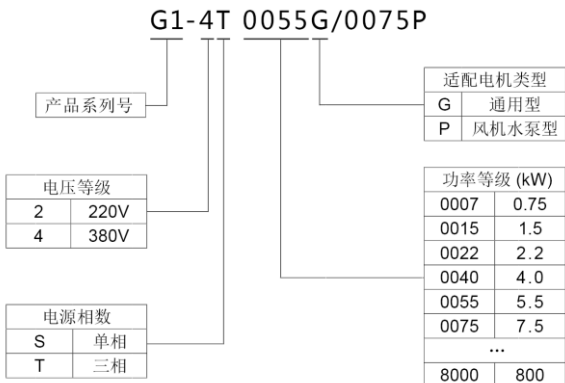 G1-4T 0055G/0075P
产品系列号
电压等级
2 220V
4 380V
电源相数
S 单相
T 三相
适配电机类型
G 通用型
P 风机水泵型
功率等级 (kW)
0007 0.75
0015 1.5
0022 2.2
0040 4.0
0055 5.5
0075 7.5
...
8000 800